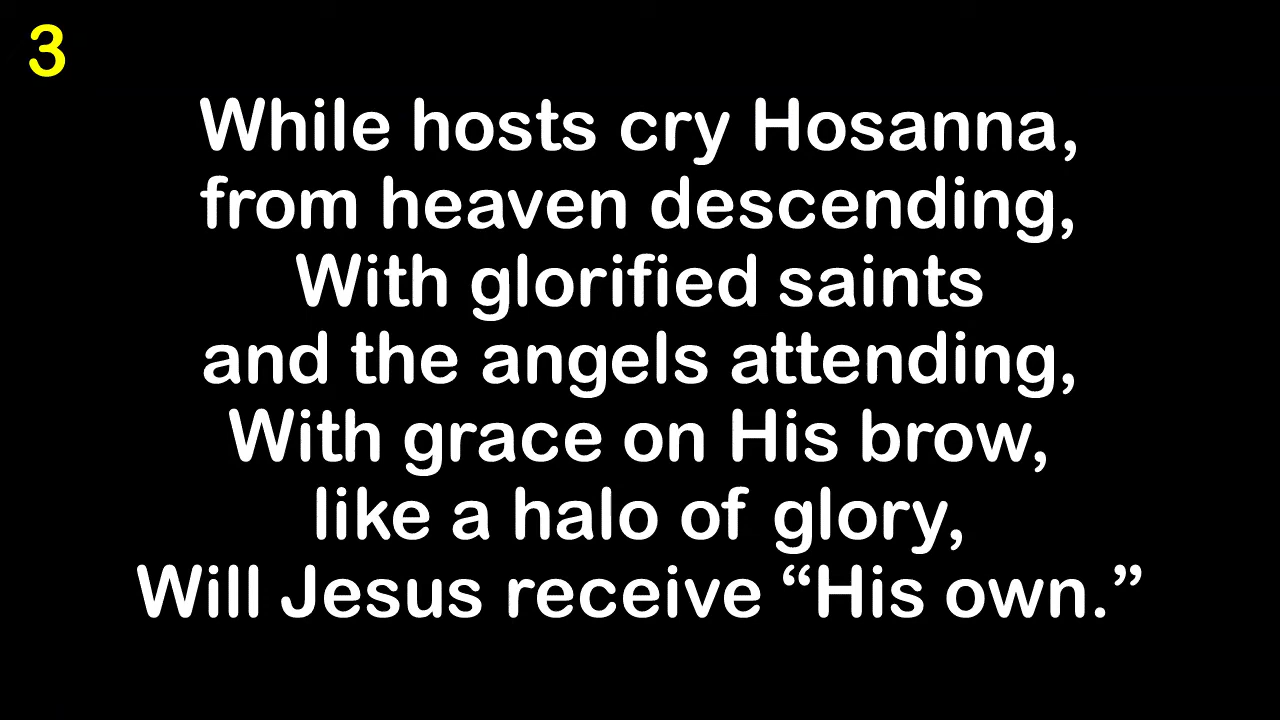 3
While hosts cry Hosanna,
from heaven descending,
With glorified saints
and the angels attending,
With grace on His brow,
like a halo of glory,
Will Jesus receive “His own.”